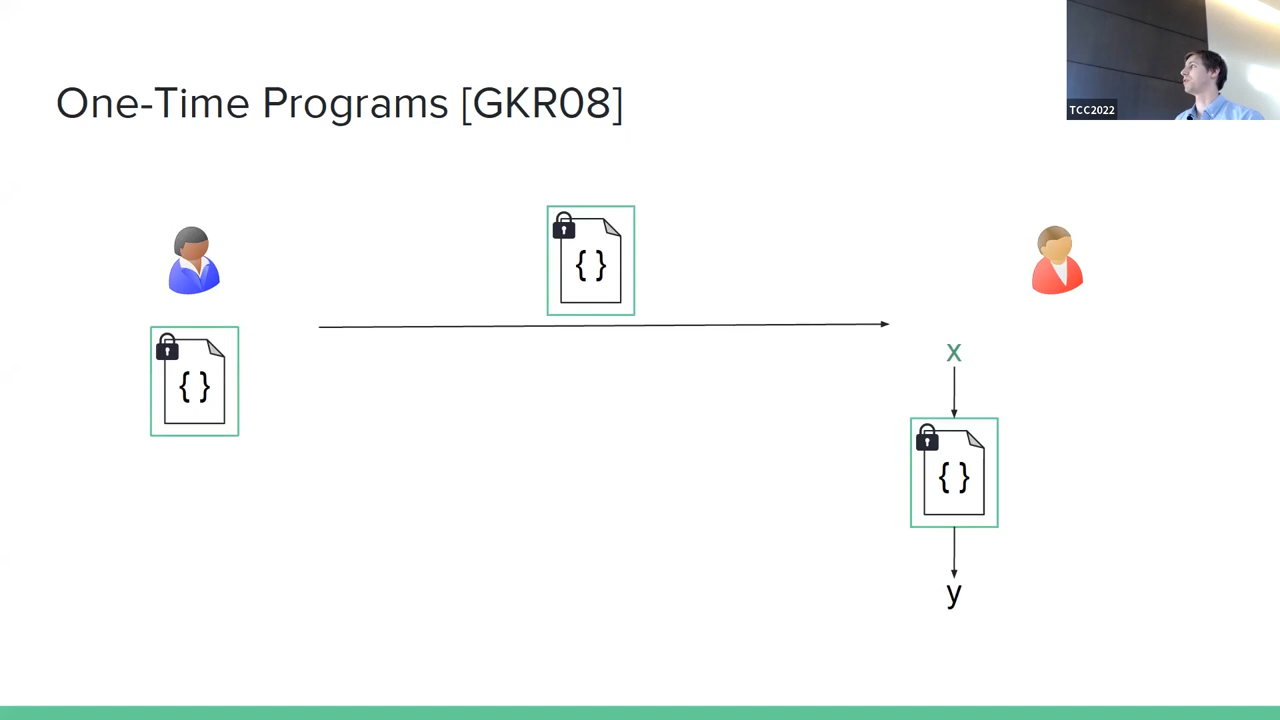 One-Time Programs [GKR08]
TCC2022
{ }
{ }
x
{ }
y